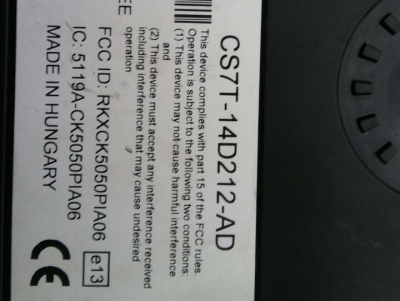 CS7T-14D212-AD
This device complies with part 15 of the FCC rules
Operation is subject to the following two conditions:
(1) This device may not cause harmful interference
and
(2) This device must accept any interference received
including interference that may cause undesired
operation
EE
FCC ID: RKXCK5050PIA06
IC: 5119A-CK5050PIA06
MADE IN HUNGARY
e13
CE